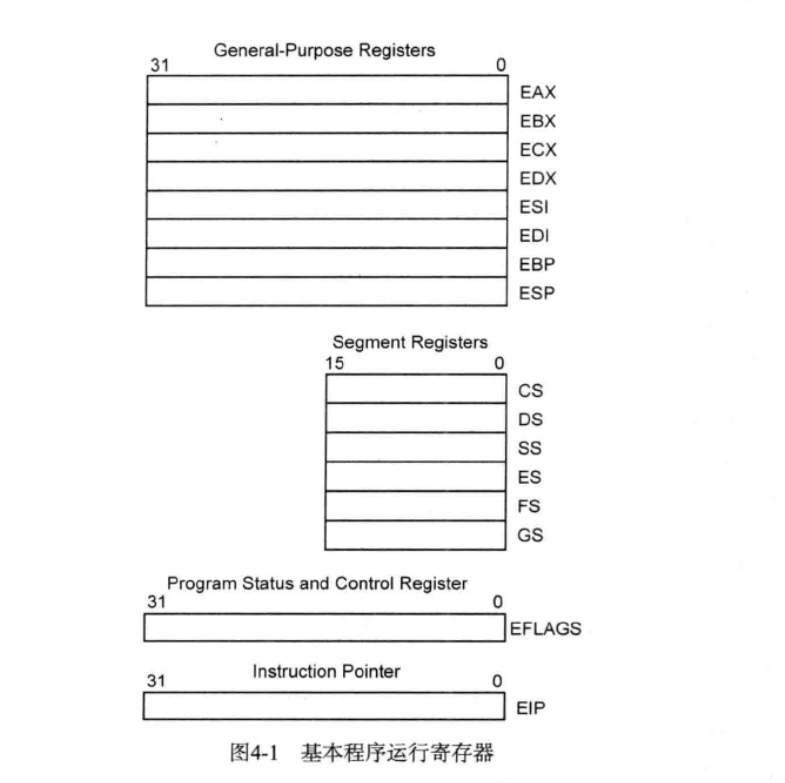 General-Purpose Registers
31 0
EAX
EBX
ECX
EDX
ESI
EDI
EBP
ESP
Segment Registers
15 0
CS
DS
SS
ES
FS
GS
Program Status and Control Register
31 0
EFLAGS
Instruction Pointer
31 0
EIP
图4-1 基本程序运行寄存器